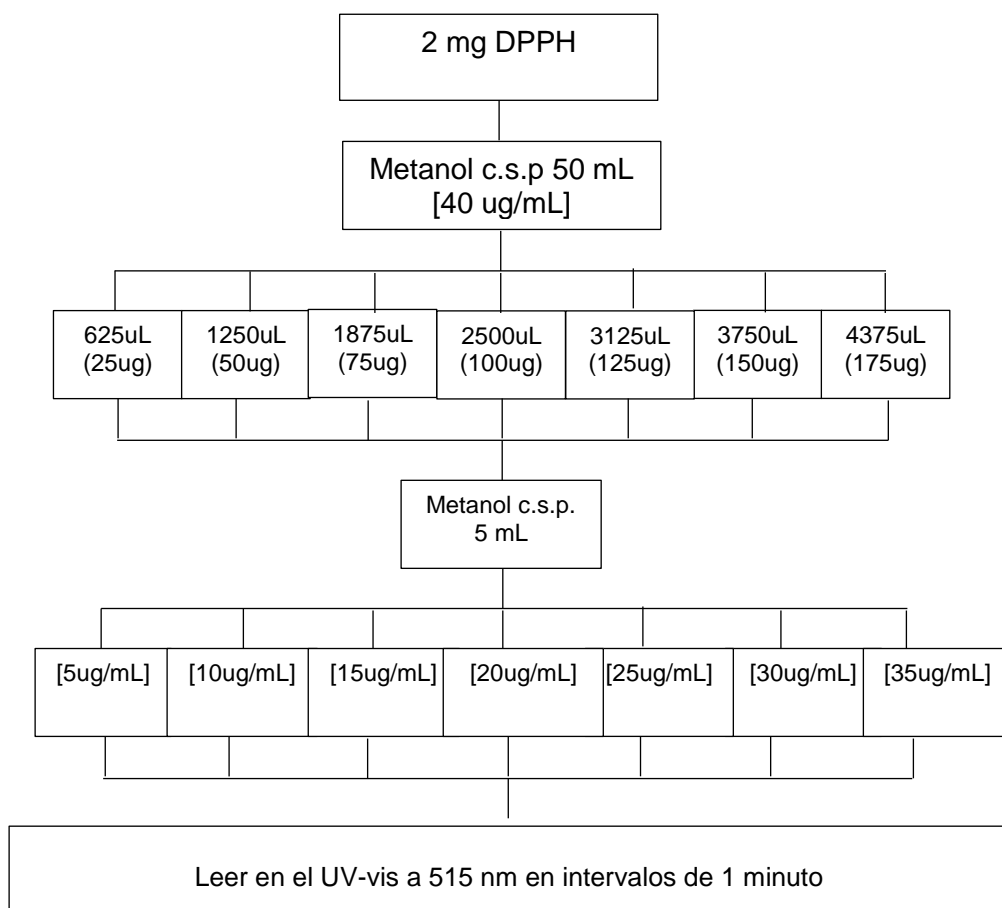 2 mg DPPH
Metanol c.s.p 50 mL
[40 ug/mL]
625uL
(25ug)
1250uL
(50ug)
1875uL
(75ug)
2500uL
(100ug)
3125uL
(125ug)
3750uL
(150ug)
4375uL
(175ug)
Metanol c.s.p.
5 mL
[5ug/mL]
[10ug/mL]
[15ug/mL]
[20ug/mL]
[25ug/mL]
[30ug/mL]
[35ug/mL]
Leer en el UV-vis a 515 nm en intervalos de 1 minuto